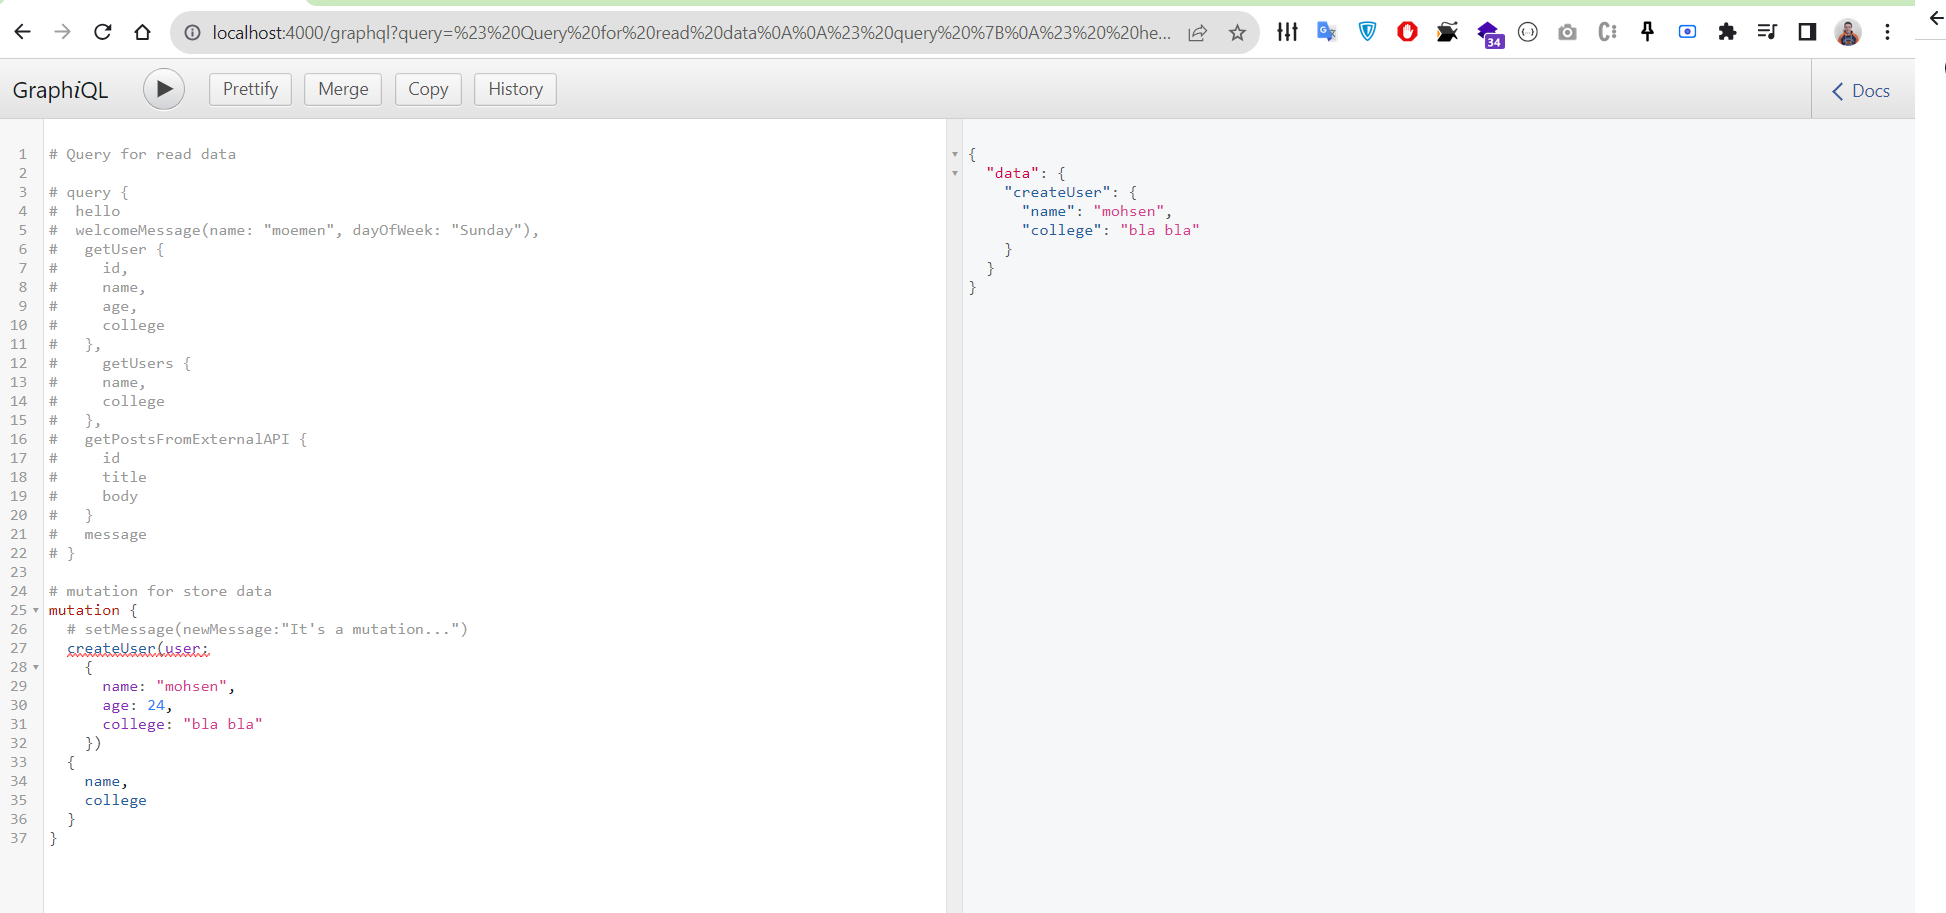 localhost:4000/graphql?query=%23%20Query%20for%20read%20data%0A%0A%23%20query%20%7B%0A%23%20%20he...
34
GraphiQL Prettify Merge Copy History Docs
1 # Query for read data
2
3 # query {
4 #  hello
5 #  welcomeMessage(name: "moemen", dayOfWeek: "Sunday"),
6 #   getUser {
7 #     id,
8 #     name,
9 #     age,
10 #     college
11 #   },
12 #     getUsers {
13 #     name,
14 #     college
15 #   },
16 #   getPostsFromExternalAPI {
17 #     id
18 #     title
19 #     body
20 #   }
21 #   message
22 # }
23
24 # mutation for store data
25 mutation {
26   # setMessage(newMessage:"It's a mutation...")
27   createUser(user:
28     {
29       name: "mohsen",
30       age: 24,
31       college: "bla bla"
32     })
33   {
34     name,
35     college
36   }
37 }
{
  "data": {
    "createUser": {
      "name": "mohsen",
      "college": "bla bla"
    }
  }
}